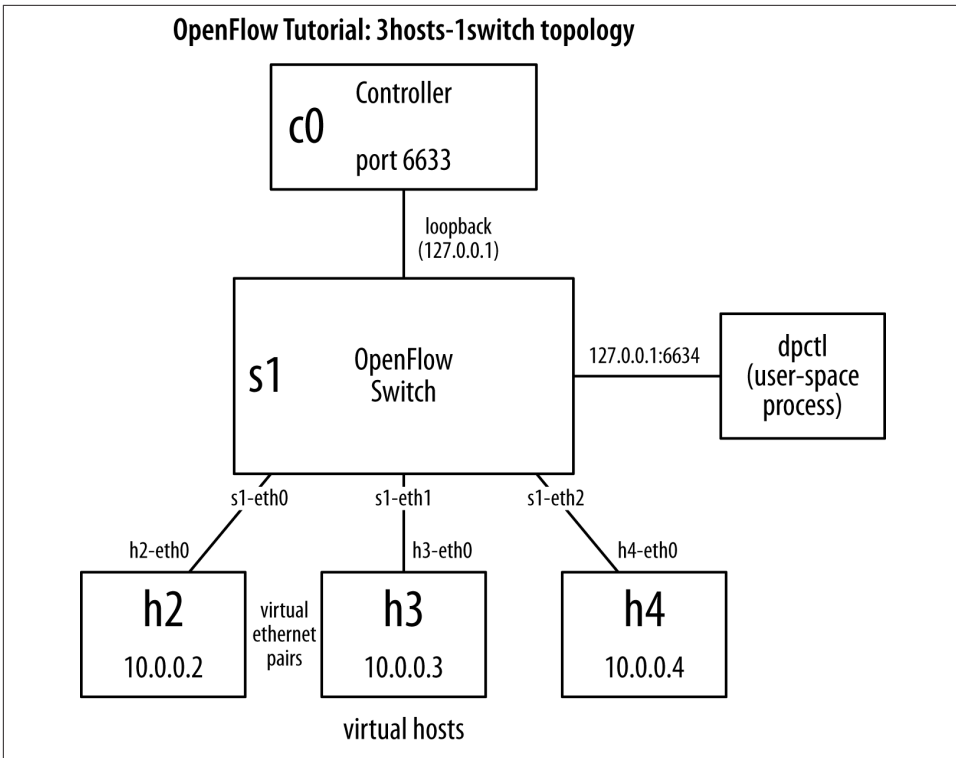 OpenFlow Tutorial: 3hosts-1switch topology
Controller
c0
port 6633
loopback
(127.0.0.1)
s1
OpenFlow
Switch
127.0.0.1:6634
dpctl
(user-space
process)
s1-eth0
s1-eth1
s1-eth2
h2-eth0
h3-eth0
h4-eth0
h2
10.0.0.2
virtual
ethernet
pairs
h3
10.0.0.3
h4
10.0.0.4
virtual hosts